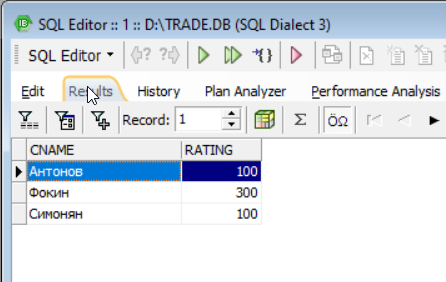 SQL Editor :: 1 :: D:\TRADE.DB (SQL Dialect 3)
SQL Editor
Edit Results History Plan Analyzer Performance Analysis
Record: 1 Σ ÖΩ
CNAME RATING
Антонов 100
Фокин 300
Симонян 100